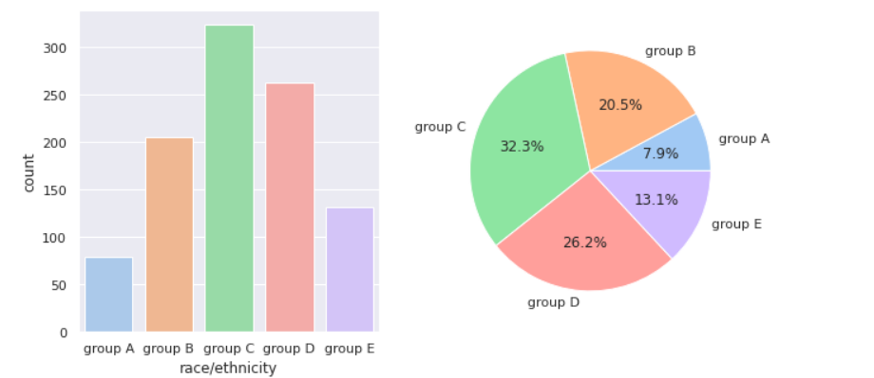 300
250
200
150
100
50
0
count
group A group B group C group D group E
race/ethnicity
group B
20.5%
group C
group A
32.3%
7.9%
13.1%
group E
26.2%
group D